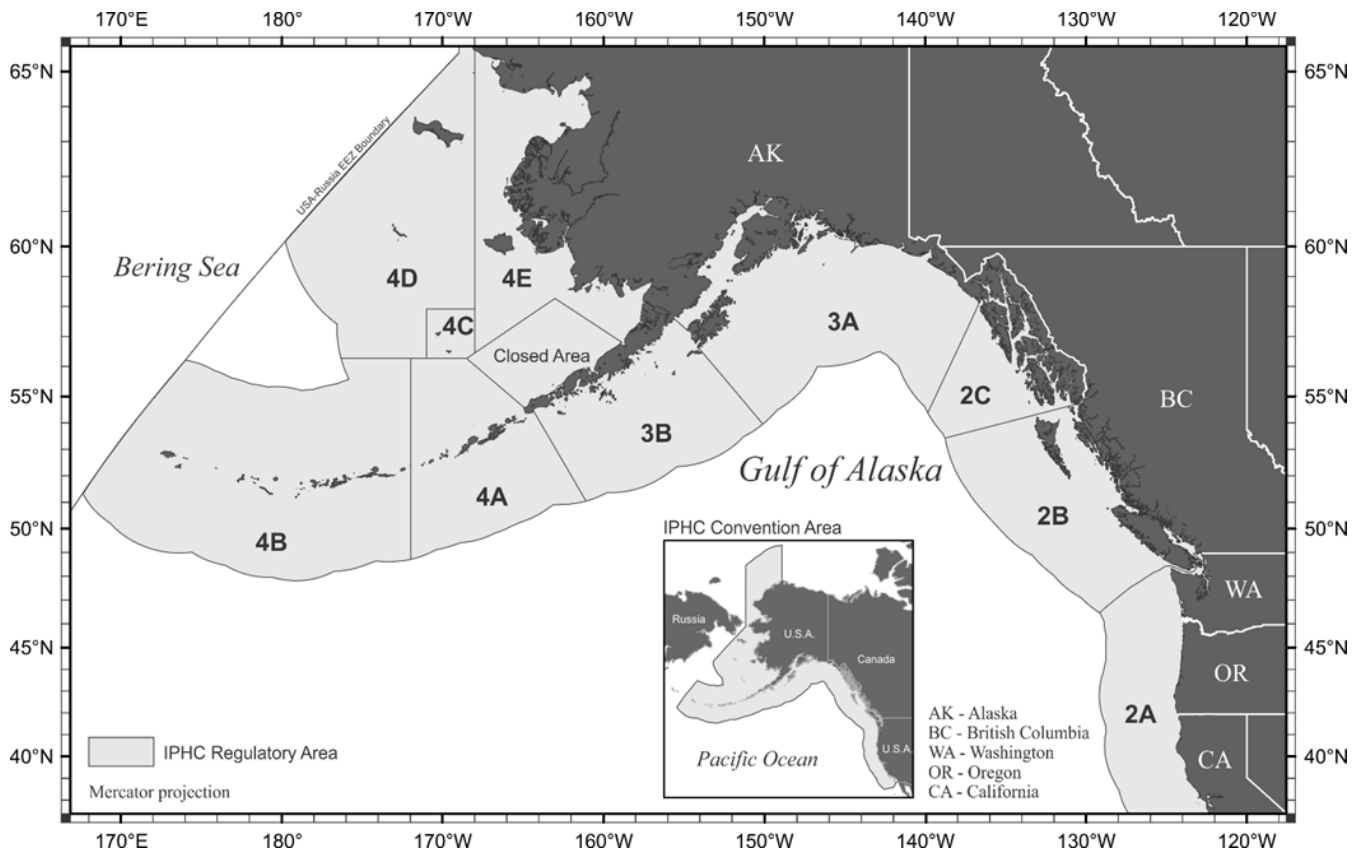 170°E 180° 170°W 160°W 150°W 140°W 130°W 120°W
65°N 65°N
USA-Russia EEZ Boundary
AK
60°N 60°N
Bering Sea
4D 4E
4C
3A
Closed Area
55°N 55°N
2C BC
3B
Gulf of Alaska
4A
50°N 50°N
4B 2B
IPHC Convention Area
Russia
U.S.A.
Canada
U.S.A.
Pacific Ocean
WA
45°N 45°N
OR
2A
AK - Alaska
BC - British Columbia
WA - Washington
OR - Oregon
CA - California
CA
40°N 40°N
IPHC Regulatory Area
Mercator projection
170°E 180° 170°W 160°W 150°W 140°W 130°W 120°W